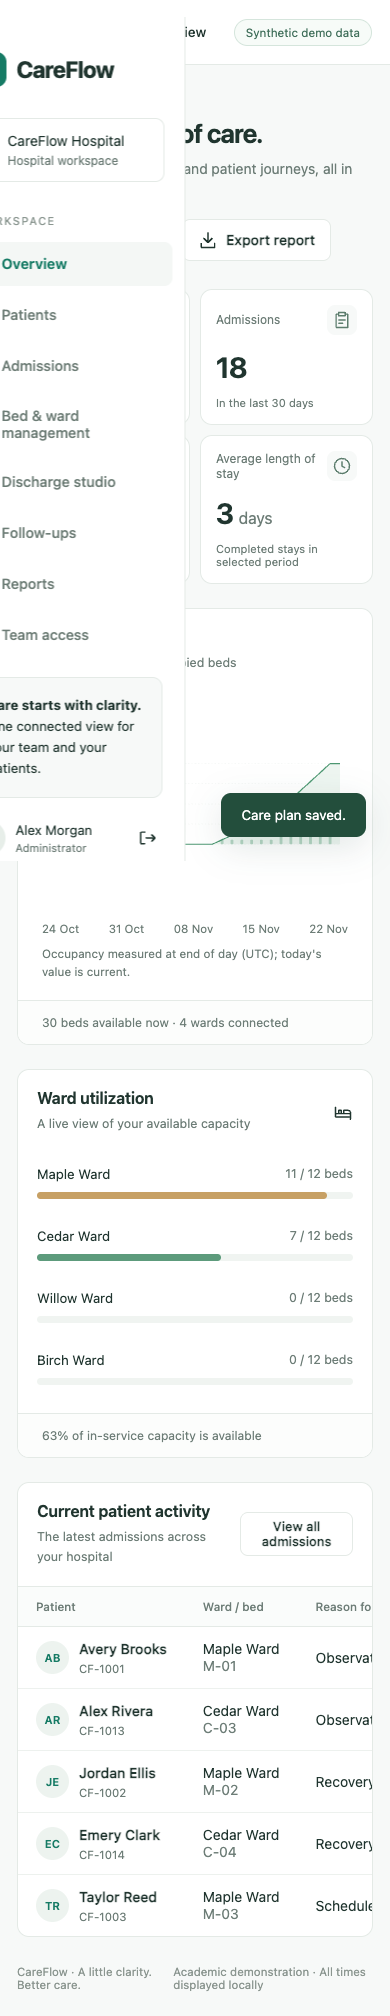 iew
Synthetic demo data
CareFlow
CareFlow Hospital
Hospital workspace
RKSPACE
Overview
Patients
Admissions
Bed & ward
management
Discharge studio
Follow-ups
Reports
Team access
are starts with clarity.
ne connected view for
our team and your
atients.
Alex Morgan
Administrator
of care.
and patient journeys, all in
Export report
Admissions
18
In the last 30 days
Average length of
stay
3 days
Completed stays in
selected period
pied beds
Care plan saved.
24 Oct
31 Oct
08 Nov
15 Nov
22 Nov
Occupancy measured at end of day (UTC); today's
value is current.
30 beds available now · 4 wards connected
Ward utilization
A live view of your available capacity
Maple Ward
11 / 12 beds
Cedar Ward
7 / 12 beds
Willow Ward
0 / 12 beds
Birch Ward
0 / 12 beds
63% of in-service capacity is available
Current patient activity
The latest admissions across
your hospital
View all
admissions
Patient
Ward / bed
Reason fo
AB
Avery Brooks
CF-1001
Maple Ward
M-01
Observat
AR
Alex Rivera
CF-1013
Cedar Ward
C-03
Observat
JE
Jordan Ellis
CF-1002
Maple Ward
M-02
Recovery
EC
Emery Clark
CF-1014
Cedar Ward
C-04
Recovery
TR
Taylor Reed
CF-1003
Maple Ward
M-03
Schedule
CareFlow · A little clarity.
Better care.
Academic demonstration · All times
displayed locally